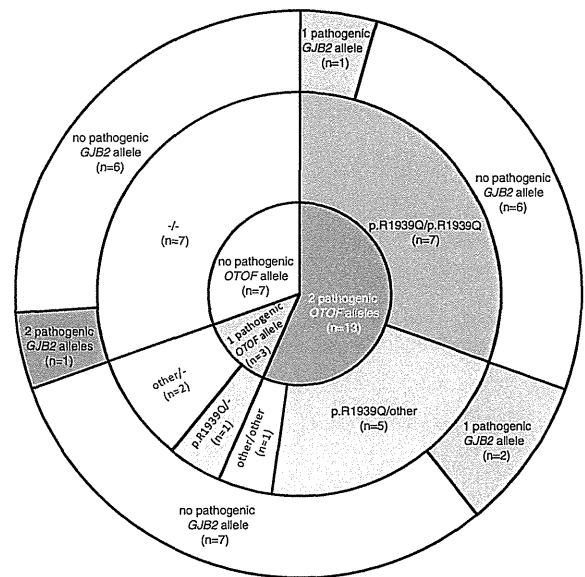 1 pathogenic
GJB2 allele
(n=1)
no pathogenic
GJB2 allele
(n=6)
no pathogenic
GJB2 allele
(n=6)
p.R1939Q/p.R1939Q
(n=7)
-/-
(n=7)
no pathogenic
OTOF allele
(n=7)
2 pathogenic
OTOF alleles
(n=13)
1 pathogenic
OTOF allele
(n=3)
2 pathogenic
GJB2 alleles
(n=1)
other/-
(n=2)
p.R1939Q/-
(n=1)
other/other
(n=1)
p.R1939Q/other
(n=5)
1 pathogenic
GJB2 allele
(n=2)
no pathogenic
GJB2 allele
(n=7)